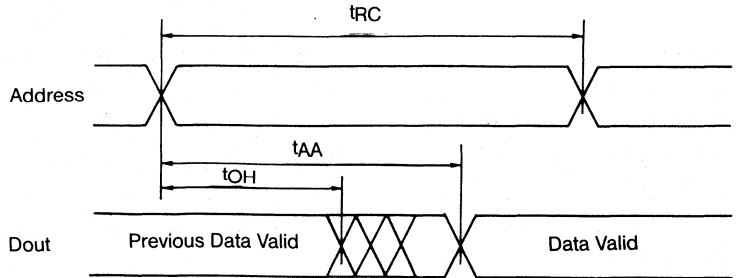 tRC
Address
tAA
tOH
Dout
Previous Data Valid
Data Valid